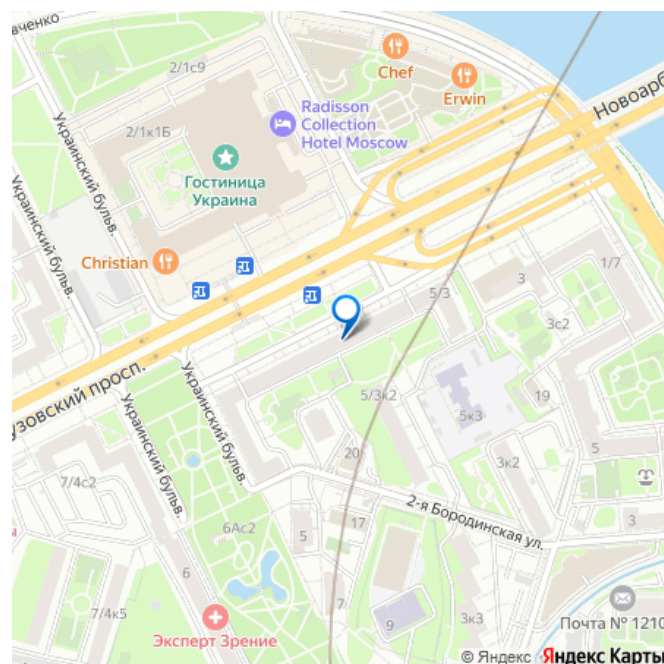 вченко
2/1с9
Chef
Erwin
Новоарб
Radisson
Collection
Hotel Moscow
2/1к1Б
Украинский бульв.
Гостиница
Украина
Украинский бульв.
Christian
1/7
5/3
3
3с2
узовский просп.
Украинский бульв.
Украинский бульв.
5/3к2
5к3
19
20
3к2
5
7/4с2
2-я Бородинская ул.
17
6Ас2
5
3
6
7
9
3к3
7/4к5
Эксперт Зрение
Почта № 1210
© Яндекс Яндекс Карты